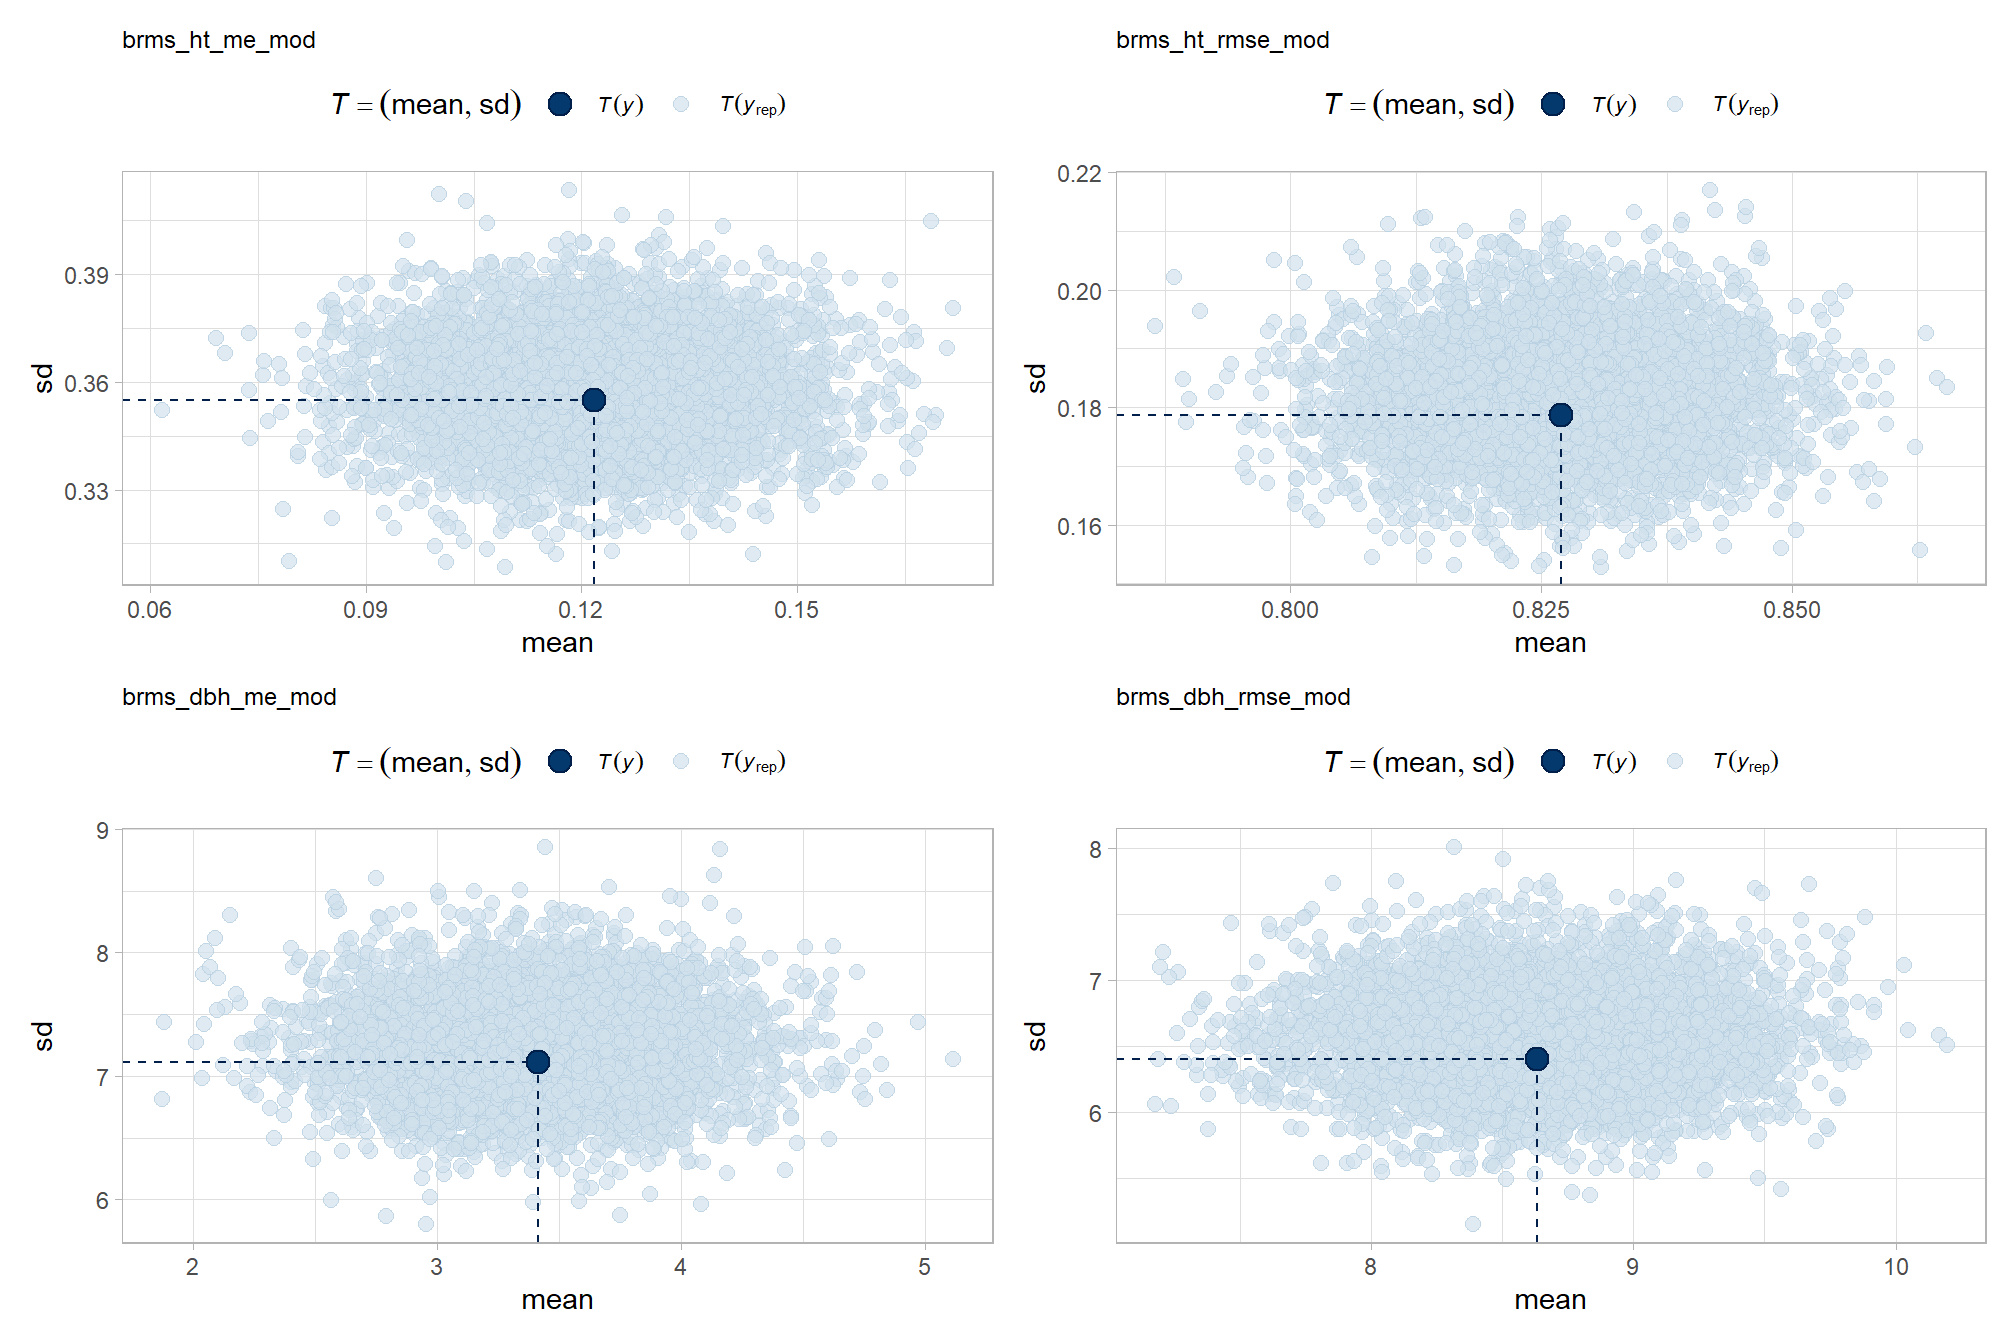 brms_ht_me_mod
T = (mean, sd) T(y) T(yrep)
0.39
0.36
0.33
sd
0.06 0.09 0.12 0.15
mean
brms_ht_rmse_mod
T = (mean, sd) T(y) T(yrep)
0.22
0.20
0.18
0.16
sd
0.800 0.825 0.850
mean
brms_dbh_me_mod
T = (mean, sd) T(y) T(yrep)
9
8
7
6
sd
2 3 4 5
mean
brms_dbh_rmse_mod
T = (mean, sd) T(y) T(yrep)
8
7
6
sd
8 9 10
mean